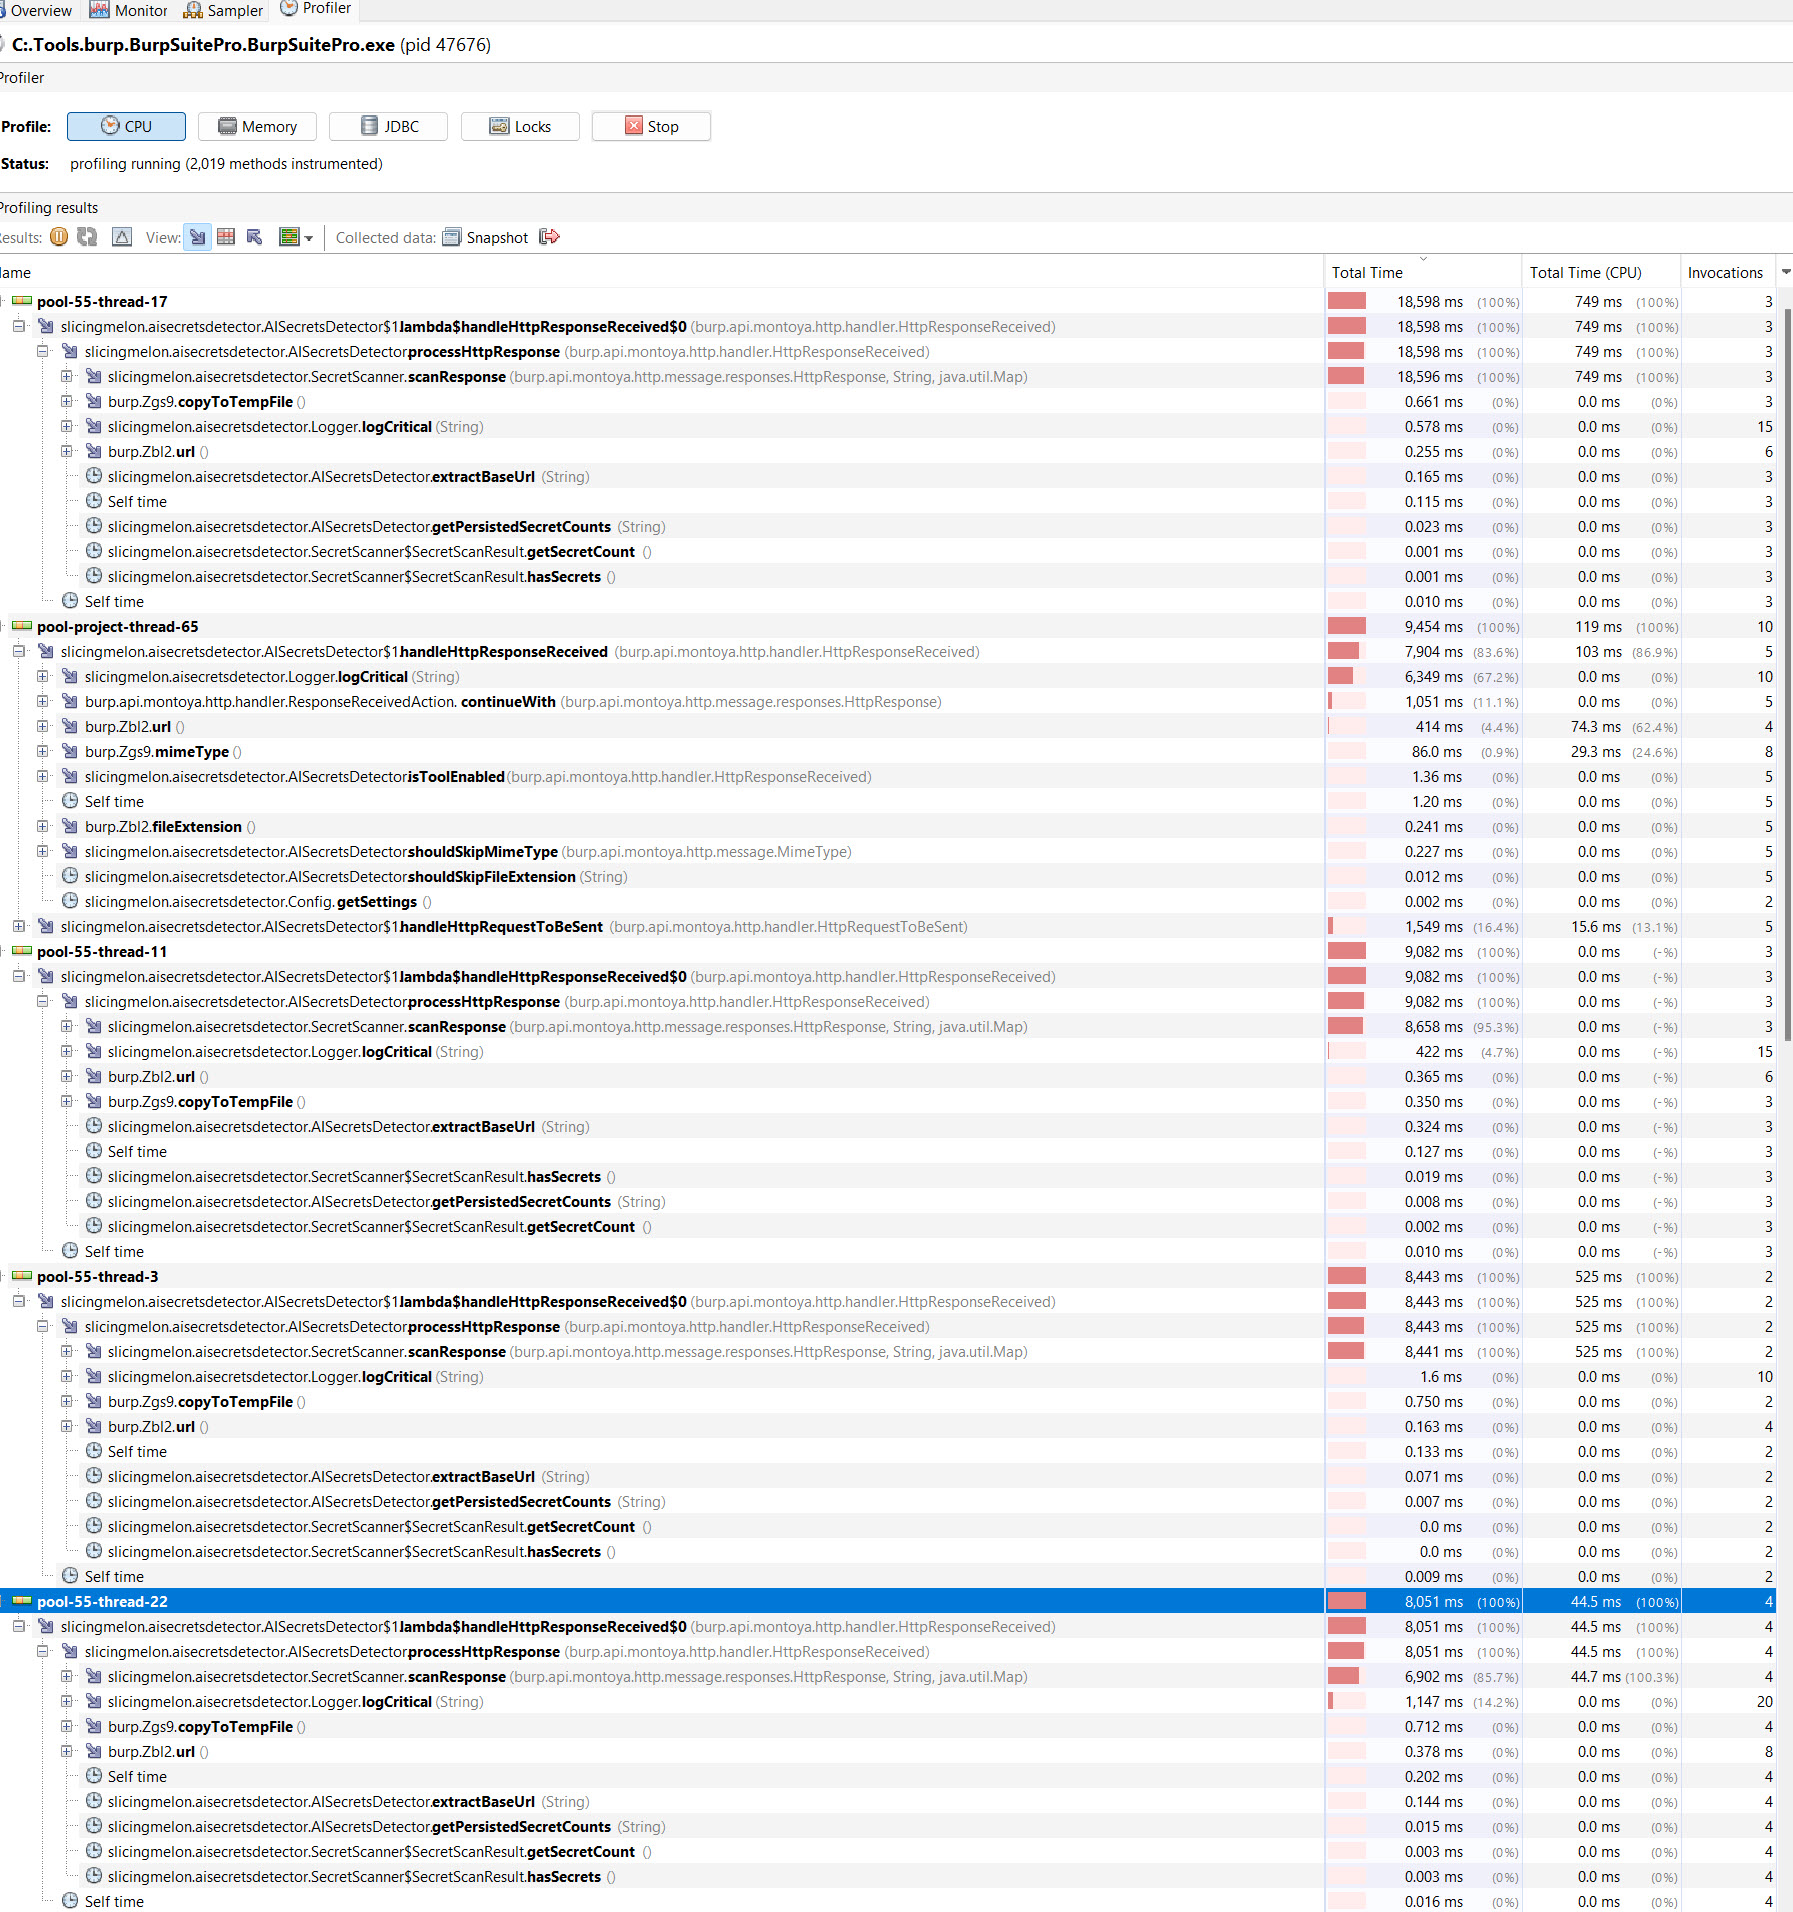 Overview Monitor Sampler Profiler
C:.Tools.burp.BurpSuitePro.BurpSuitePro.exe (pid 47676)
Profiler
Profile: CPU Memory JDBC Locks Stop
Status: profiling running (2,019 methods instrumented)
Profiling results
esults: View: Collected data: Snapshot
ame Total Time Total Time (CPU) Invocations
pool-55-thread-17 18,598 ms (100%) 749 ms (100%) 3
slicingmelon.aisecretsdetector.AISecretsDetector$1.lambda$handleHttpResponseReceived$0 (burp.api.montoya.http.handler.HttpResponseReceived) 18,598 ms (100%) 749 ms (100%) 3
slicingmelon.aisecretsdetector.AISecretsDetector.processHttpResponse (burp.api.montoya.http.handler.HttpResponseReceived) 18,598 ms (100%) 749 ms (100%) 3
slicingmelon.aisecretsdetector.SecretScanner.scanResponse (burp.api.montoya.http.message.responses.HttpResponse, String, java.util.Map) 18,596 ms (100%) 749 ms (100%) 3
burp.Zgs9.copyToTempFile () 0.661 ms (0%) 0.0 ms (0%) 3
slicingmelon.aisecretsdetector.Logger.logCritical (String) 0.578 ms (0%) 0.0 ms (0%) 15
burp.Zbl2.url () 0.255 ms (0%) 0.0 ms (0%) 6
slicingmelon.aisecretsdetector.AISecretsDetector.extractBaseUrl (String) 0.165 ms (0%) 0.0 ms (0%) 3
Self time 0.115 ms (0%) 0.0 ms (0%) 3
slicingmelon.aisecretsdetector.AISecretsDetector.getPersistedSecretCounts (String) 0.023 ms (0%) 0.0 ms (0%) 3
slicingmelon.aisecretsdetector.SecretScanner$SecretScanResult.getSecretCount () 0.001 ms (0%) 0.0 ms (0%) 3
slicingmelon.aisecretsdetector.SecretScanner$SecretScanResult.hasSecrets () 0.001 ms (0%) 0.0 ms (0%) 3
Self time 0.010 ms (0%) 0.0 ms (0%) 3
pool-project-thread-65 9,454 ms (100%) 119 ms (100%) 10
slicingmelon.aisecretsdetector.AISecretsDetector$1.handleHttpResponseReceived (burp.api.montoya.http.handler.HttpResponseReceived) 7,904 ms (83.6%) 103 ms (86.9%) 5
slicingmelon.aisecretsdetector.Logger.logCritical (String) 6,349 ms (67.2%) 0.0 ms (0%) 10
burp.api.montoya.http.handler.ResponseReceivedAction. continueWith (burp.api.montoya.http.message.responses.HttpResponse) 1,051 ms (11.1%) 0.0 ms (0%) 5
burp.Zbl2.url () 414 ms (4.4%) 74.3 ms (62.4%) 4
burp.Zgs9.mimeType () 86.0 ms (0.9%) 29.3 ms (24.6%) 8
slicingmelon.aisecretsdetector.AISecretsDetector.isToolEnabled (burp.api.montoya.http.handler.HttpResponseReceived) 1.36 ms (0%) 0.0 ms (0%) 5
Self time 1.20 ms (0%) 0.0 ms (0%) 5
burp.Zbl2.fileExtension () 0.241 ms (0%) 0.0 ms (0%) 5
slicingmelon.aisecretsdetector.AISecretsDetector.shouldSkipMimeType (burp.api.montoya.http.message.MimeType) 0.227 ms (0%) 0.0 ms (0%) 5
slicingmelon.aisecretsdetector.AISecretsDetector.shouldSkipFileExtension (String) 0.012 ms (0%) 0.0 ms (0%) 5
slicingmelon.aisecretsdetector.Config.getSettings () 0.002 ms (0%) 0.0 ms (0%) 2
slicingmelon.aisecretsdetector.AISecretsDetector$1.handleHttpRequestToBeSent (burp.api.montoya.http.handler.HttpRequestToBeSent) 1,549 ms (16.4%) 15.6 ms (13.1%) 5
pool-55-thread-11 9,082 ms (100%) 0.0 ms (-%) 3
slicingmelon.aisecretsdetector.AISecretsDetector$1.lambda$handleHttpResponseReceived$0 (burp.api.montoya.http.handler.HttpResponseReceived) 9,082 ms (100%) 0.0 ms (-%) 3
slicingmelon.aisecretsdetector.AISecretsDetector.processHttpResponse (burp.api.montoya.http.handler.HttpResponseReceived) 9,082 ms (100%) 0.0 ms (-%) 3
slicingmelon.aisecretsdetector.SecretScanner.scanResponse (burp.api.montoya.http.message.responses.HttpResponse, String, java.util.Map) 8,658 ms (95.3%) 0.0 ms (-%) 3
slicingmelon.aisecretsdetector.Logger.logCritical (String) 422 ms (4.7%) 0.0 ms (-%) 15
burp.Zbl2.url () 0.365 ms (0%) 0.0 ms (-%) 6
burp.Zgs9.copyToTempFile () 0.350 ms (0%) 0.0 ms (-%) 3
slicingmelon.aisecretsdetector.AISecretsDetector.extractBaseUrl (String) 0.324 ms (0%) 0.0 ms (-%) 3
Self time 0.127 ms (0%) 0.0 ms (-%) 3
slicingmelon.aisecretsdetector.SecretScanner$SecretScanResult.hasSecrets () 0.019 ms (0%) 0.0 ms (-%) 3
slicingmelon.aisecretsdetector.AISecretsDetector.getPersistedSecretCounts (String) 0.008 ms (0%) 0.0 ms (-%) 3
slicingmelon.aisecretsdetector.SecretScanner$SecretScanResult.getSecretCount () 0.002 ms (0%) 0.0 ms (-%) 3
Self time 0.010 ms (0%) 0.0 ms (-%) 3
pool-55-thread-3 8,443 ms (100%) 525 ms (100%) 2
slicingmelon.aisecretsdetector.AISecretsDetector$1.lambda$handleHttpResponseReceived$0 (burp.api.montoya.http.handler.HttpResponseReceived) 8,443 ms (100%) 525 ms (100%) 2
slicingmelon.aisecretsdetector.AISecretsDetector.processHttpResponse (burp.api.montoya.http.handler.HttpResponseReceived) 8,443 ms (100%) 525 ms (100%) 2
slicingmelon.aisecretsdetector.SecretScanner.scanResponse (burp.api.montoya.http.message.responses.HttpResponse, String, java.util.Map) 8,441 ms (100%) 525 ms (100%) 2
slicingmelon.aisecretsdetector.Logger.logCritical (String) 1.6 ms (0%) 0.0 ms (0%) 10
burp.Zgs9.copyToTempFile () 0.750 ms (0%) 0.0 ms (0%) 2
burp.Zbl2.url () 0.163 ms (0%) 0.0 ms (0%) 4
Self time 0.133 ms (0%) 0.0 ms (0%) 2
slicingmelon.aisecretsdetector.AISecretsDetector.extractBaseUrl (String) 0.071 ms (0%) 0.0 ms (0%) 2
slicingmelon.aisecretsdetector.AISecretsDetector.getPersistedSecretCounts (String) 0.007 ms (0%) 0.0 ms (0%) 2
slicingmelon.aisecretsdetector.SecretScanner$SecretScanResult.getSecretCount () 0.0 ms (0%) 0.0 ms (0%) 2
slicingmelon.aisecretsdetector.SecretScanner$SecretScanResult.hasSecrets () 0.0 ms (0%) 0.0 ms (0%) 2
Self time 0.009 ms (0%) 0.0 ms (0%) 2
pool-55-thread-22 8,051 ms (100%) 44.5 ms (100%) 4
slicingmelon.aisecretsdetector.AISecretsDetector$1.lambda$handleHttpResponseReceived$0 (burp.api.montoya.http.handler.HttpResponseReceived) 8,051 ms (100%) 44.5 ms (100%) 4
slicingmelon.aisecretsdetector.AISecretsDetector.processHttpResponse (burp.api.montoya.http.handler.HttpResponseReceived) 8,051 ms (100%) 44.5 ms (100%) 4
slicingmelon.aisecretsdetector.SecretScanner.scanResponse (burp.api.montoya.http.message.responses.HttpResponse, String, java.util.Map) 6,902 ms (85.7%) 44.7 ms (100.3%) 4
slicingmelon.aisecretsdetector.Logger.logCritical (String) 1,147 ms (14.2%) 0.0 ms (0%) 20
burp.Zgs9.copyToTempFile () 0.712 ms (0%) 0.0 ms (0%) 4
burp.Zbl2.url () 0.378 ms (0%) 0.0 ms (0%) 8
Self time 0.202 ms (0%) 0.0 ms (0%) 4
slicingmelon.aisecretsdetector.AISecretsDetector.extractBaseUrl (String) 0.144 ms (0%) 0.0 ms (0%) 4
slicingmelon.aisecretsdetector.AISecretsDetector.getPersistedSecretCounts (String) 0.015 ms (0%) 0.0 ms (0%) 4
slicingmelon.aisecretsdetector.SecretScanner$SecretScanResult.getSecretCount () 0.003 ms (0%) 0.0 ms (0%) 4
slicingmelon.aisecretsdetector.SecretScanner$SecretScanResult.hasSecrets () 0.003 ms (0%) 0.0 ms (0%) 4
Self time 0.016 ms (0%) 0.0 ms (0%) 4